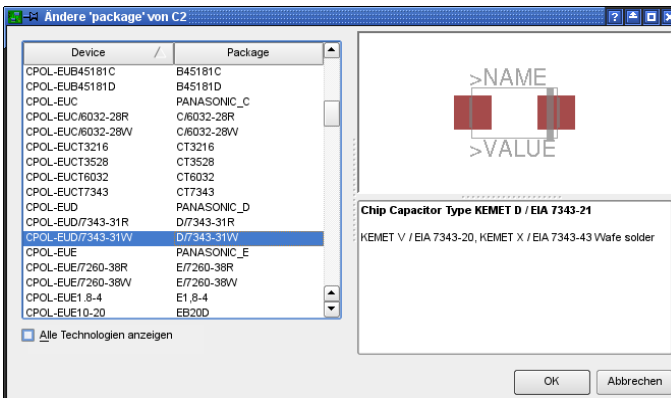 Ändere 'package' von C2
Device Package
CPOL-EUB45181C B45181C
CPOL-EUB45181D B45181D
CPOL-EUC PANASONIC_C
CPOL-EUC/6032-28R C/6032-28R
CPOL-EUC/6032-28W C/6032-28W
CPOL-EUCT3216 CT3216
CPOL-EUCT3528 CT3528
CPOL-EUCT6032 CT6032
CPOL-EUCT7343 CT7343
CPOL-EUD PANASONIC_D
CPOL-EUD/7343-31R D/7343-31R
CPOL-EUD/7343-31W D/7343-31W
CPOL-EUE PANASONIC_E
CPOL-EUE/7260-38R E/7260-38R
CPOL-EUE/7260-38W E/7260-38W
CPOL-EUE1.8-4 E1,8-4
CPOL-EUE10-20 EB20D
Alle Technologien anzeigen
>NAME
>VALUE
Chip Capacitor Type KEMET D / EIA 7343-21
KEMET V / EIA 7343-20, KEMET X / EIA 7343-43 Wafe solder
OK Abbrechen